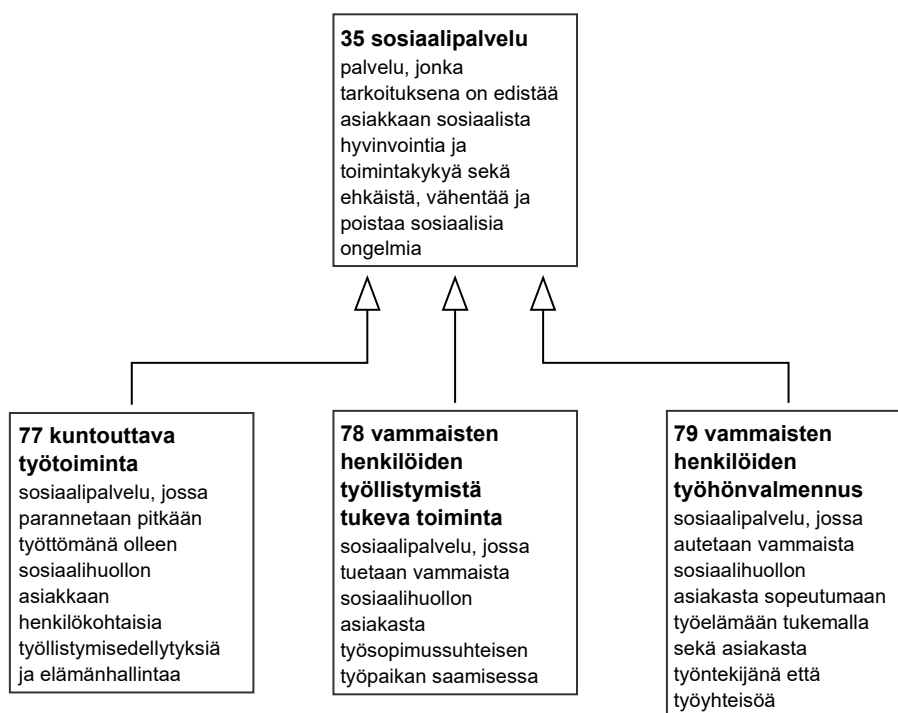 35 sosiaalipalvelu
palvelu, jonka
tarkoituksena on edistää
asiakkaan sosiaalista
hyvinvointia ja
toimintakykyä sekä
ehkäistä, vähentää ja
poistaa sosiaalisia
ongelmia
77 kuntouttava
työtoiminta
sosiaalipalvelu, jossa
parannetaan pitkään
työttömänä olleen
sosiaalihuollon
asiakkaan
henkilökohtaisia
työllistymisedellytyksiä
ja elämänhallintaa
78 vammaisten
henkilöiden
työllistymistä
tukeva toiminta
sosiaalipalvelu, jossa
tuetaan vammaista
sosiaalihuollon
asiakasta
työsopimussuhteisen
työpaikan saamisessa
79 vammaisten
henkilöiden
työhönvalmennus
sosiaalipalvelu, jossa
autetaan vammaista
sosiaalihuollon
asiakasta sopeutumaan
työelämään tukemalla
sekä asiakasta
työntekijänä että
työyhteisöä